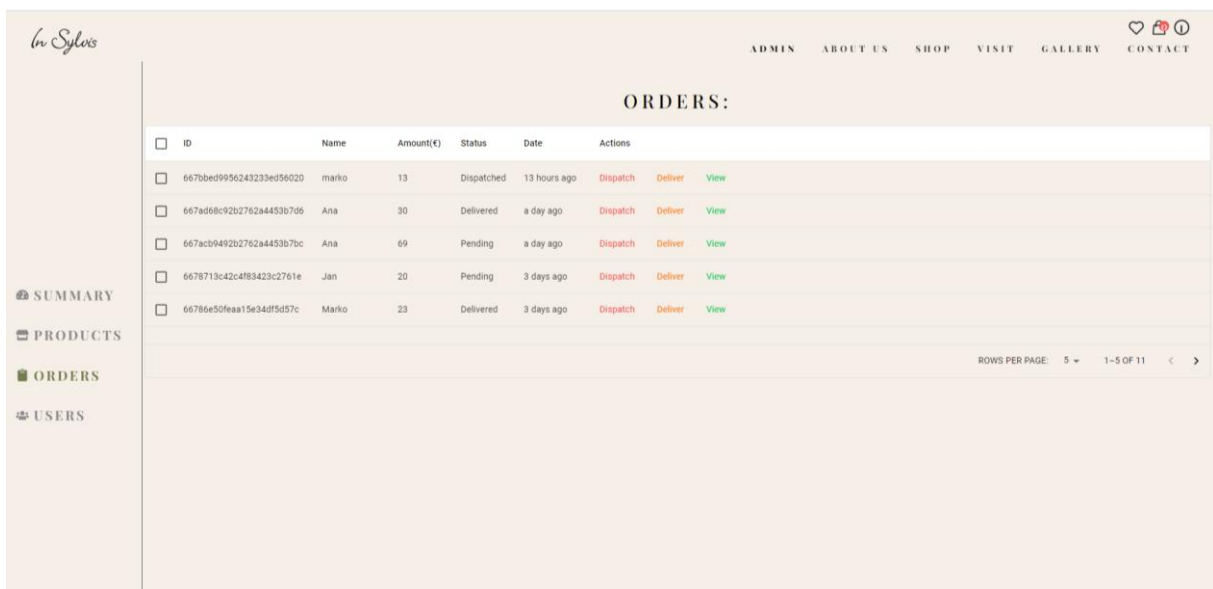 In Sylvis
0
ADMIN ABOUT US SHOP VISIT GALLERY CONTACT
ORDERS:
ID Name Amount(€) Status Date Actions
667bbed9956243233ed56020 marko 13 Dispatched 13 hours ago Dispatch Deliver View
667ad68c92b2762a4453b7d6 Ana 30 Delivered a day ago Dispatch Deliver View
667acb9492b2762a4453b7bc Ana 69 Pending a day ago Dispatch Deliver View
6678713c42c4f83423c2761e Jan 20 Pending 3 days ago Dispatch Deliver View
66786e50feaa15e34df5d57c Marko 23 Delivered 3 days ago Dispatch Deliver View
ROWS PER PAGE: 5 1–5 OF 11
SUMMARY
PRODUCTS
ORDERS
USERS